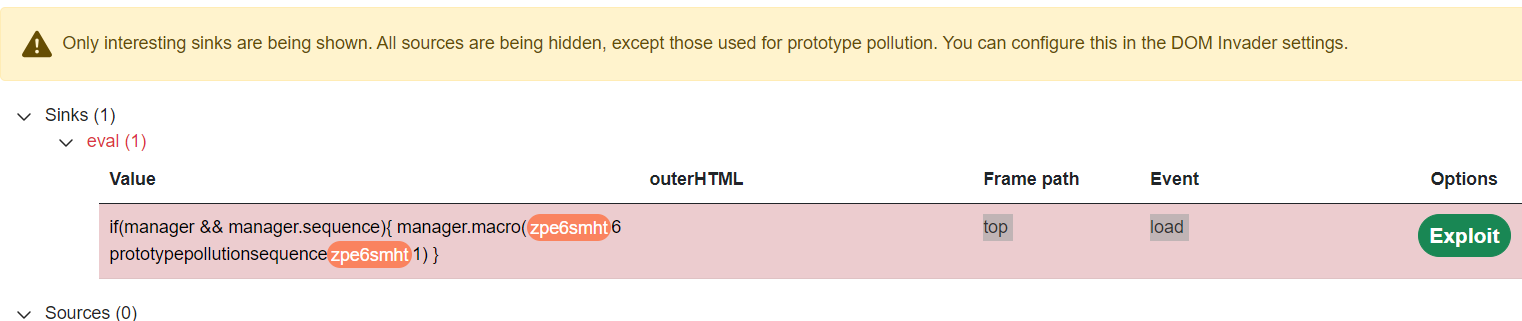 Only interesting sinks are being shown. All sources are being hidden, except those used for prototype pollution. You can configure this in the DOM Invader settings.
Sinks (1)
eval (1)
Value outerHTML Frame path Event Options
if(manager && manager.sequence){ manager.macro(zpe6smht6 top load Exploit
prototypepollutionsequencezpe6smht1) }
Sources (0)